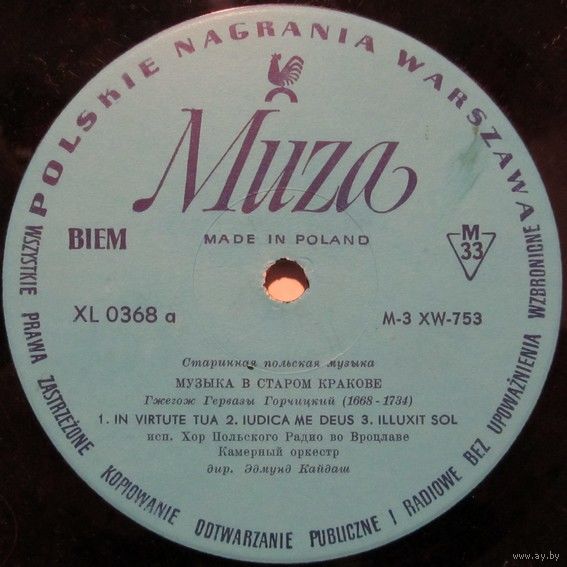 POLSKIE NAGRANIA WARSZAWA
Muza
BIEM
MADE IN POLAND
M
33
XL 0368 a
M-3 XW-753
Старинная польская музыка
МУЗЫКА В СТАРОМ КРАКОВЕ
Гжегож Гервазы Горчицкий (1668 - 1734)
1. IN VIRTUTE TUA 2. IUDICA ME DEUS 3. ILLUXIT SOL
исп. Хор Польского Радио во Вроцлаве
Камерный оркестр
дир. Эдмунд Кайдаш
WSZYSTKIE PRAWA ZASTRZEŻONE KOPIOWANIE ODTWARZANIE PUBLICZNE I RADIOWE BEZ UPOWAŻNIENIA WZBRONIONE
www.ay.by